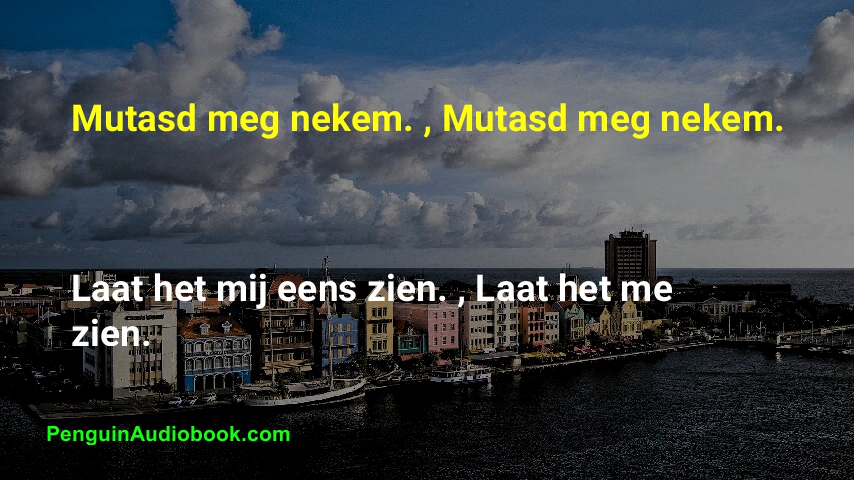 Mutasd meg nekem. , Mutasd meg nekem.
Laat het mij eens zien. , Laat het me
zien.
PenguinAudiobook.com